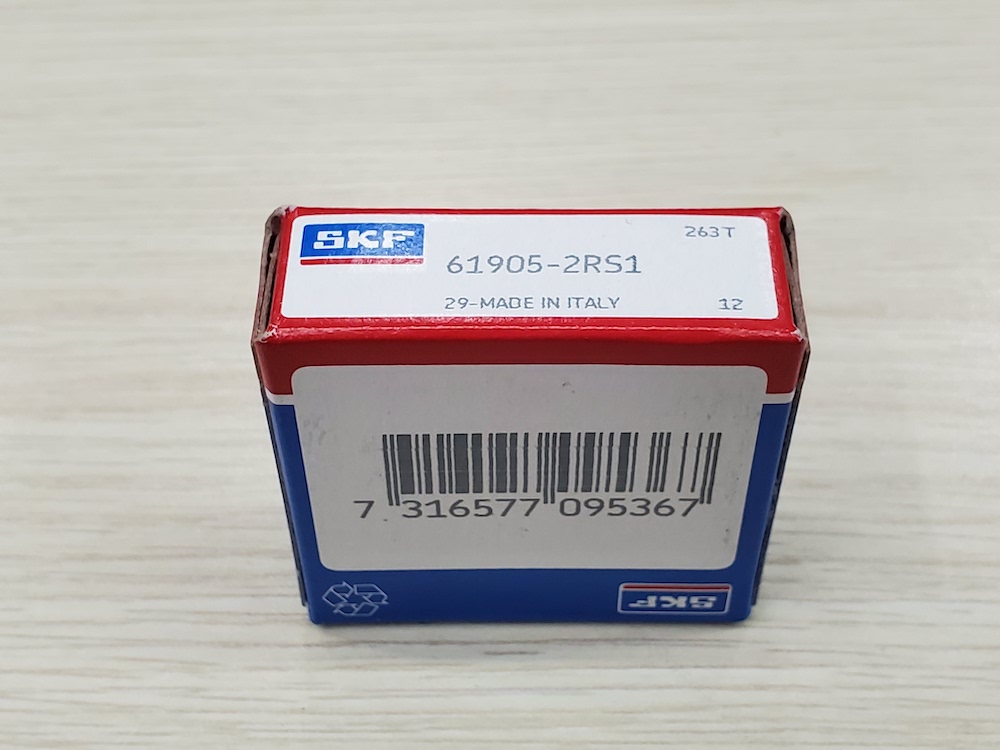 SKF
263T
61905-2RS1
29-MADE IN ITALY
12
7 316577 095367
SKF